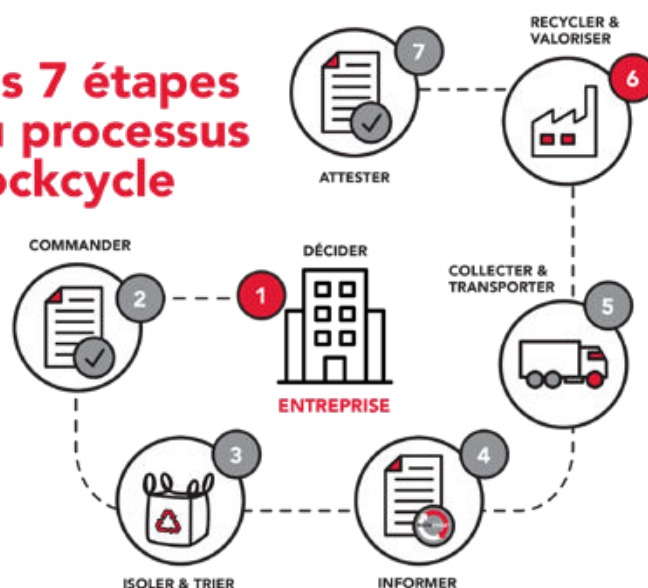 s 7 étapes
processus
ockcycle
7
ATTESTER
RECYCLER &
VALORISER
6
COMMANDER
2
1
DÉCIDER
ENTREPRISE
COLLECTER &
TRANSPORTER
5
3
ISOLER & TRIER
4
INFORMER